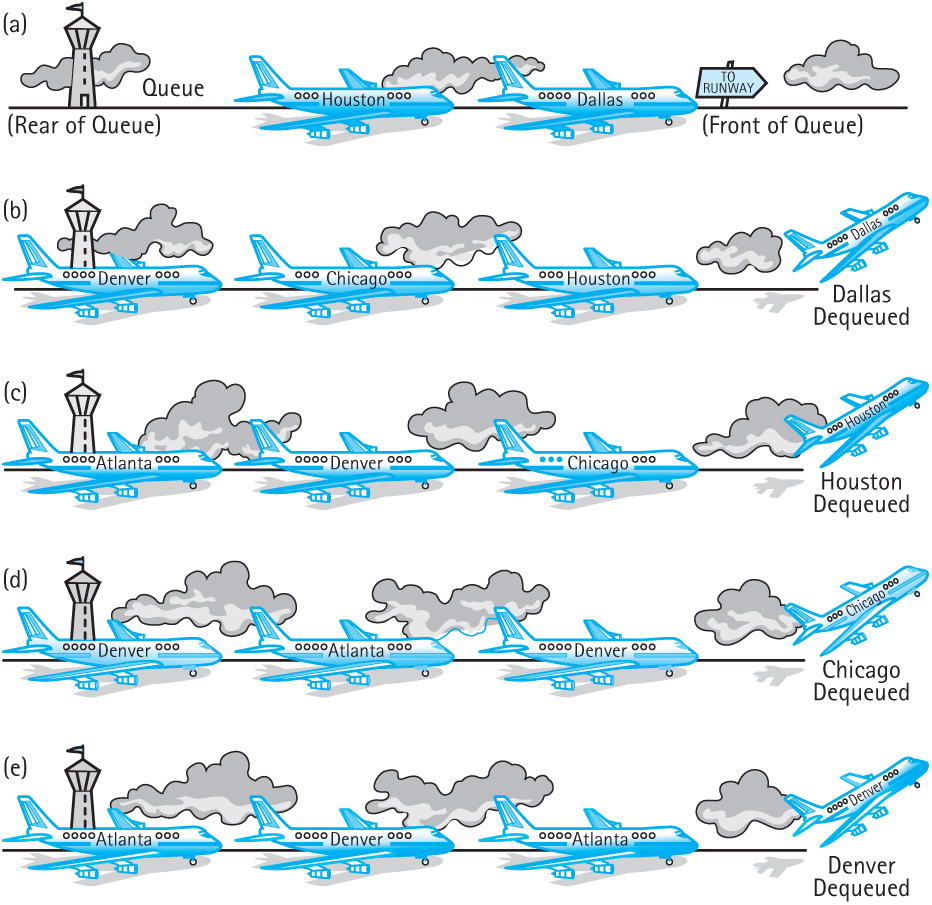 (a)
Queue
Houston
Dallas
TO
RUNWAY
(Rear of Queue)
(Front of Queue)
(b)
Denver
Chicago
Houston
Dallas
Dallas
Dequeued
(c)
Atlanta
Denver
Chicago
Houston
Houston
Dequeued
(d)
Denver
Atlanta
Denver
Chicago
Chicago
Dequeued
(e)
Atlanta
Denver
Atlanta
Denver
Denver
Dequeued